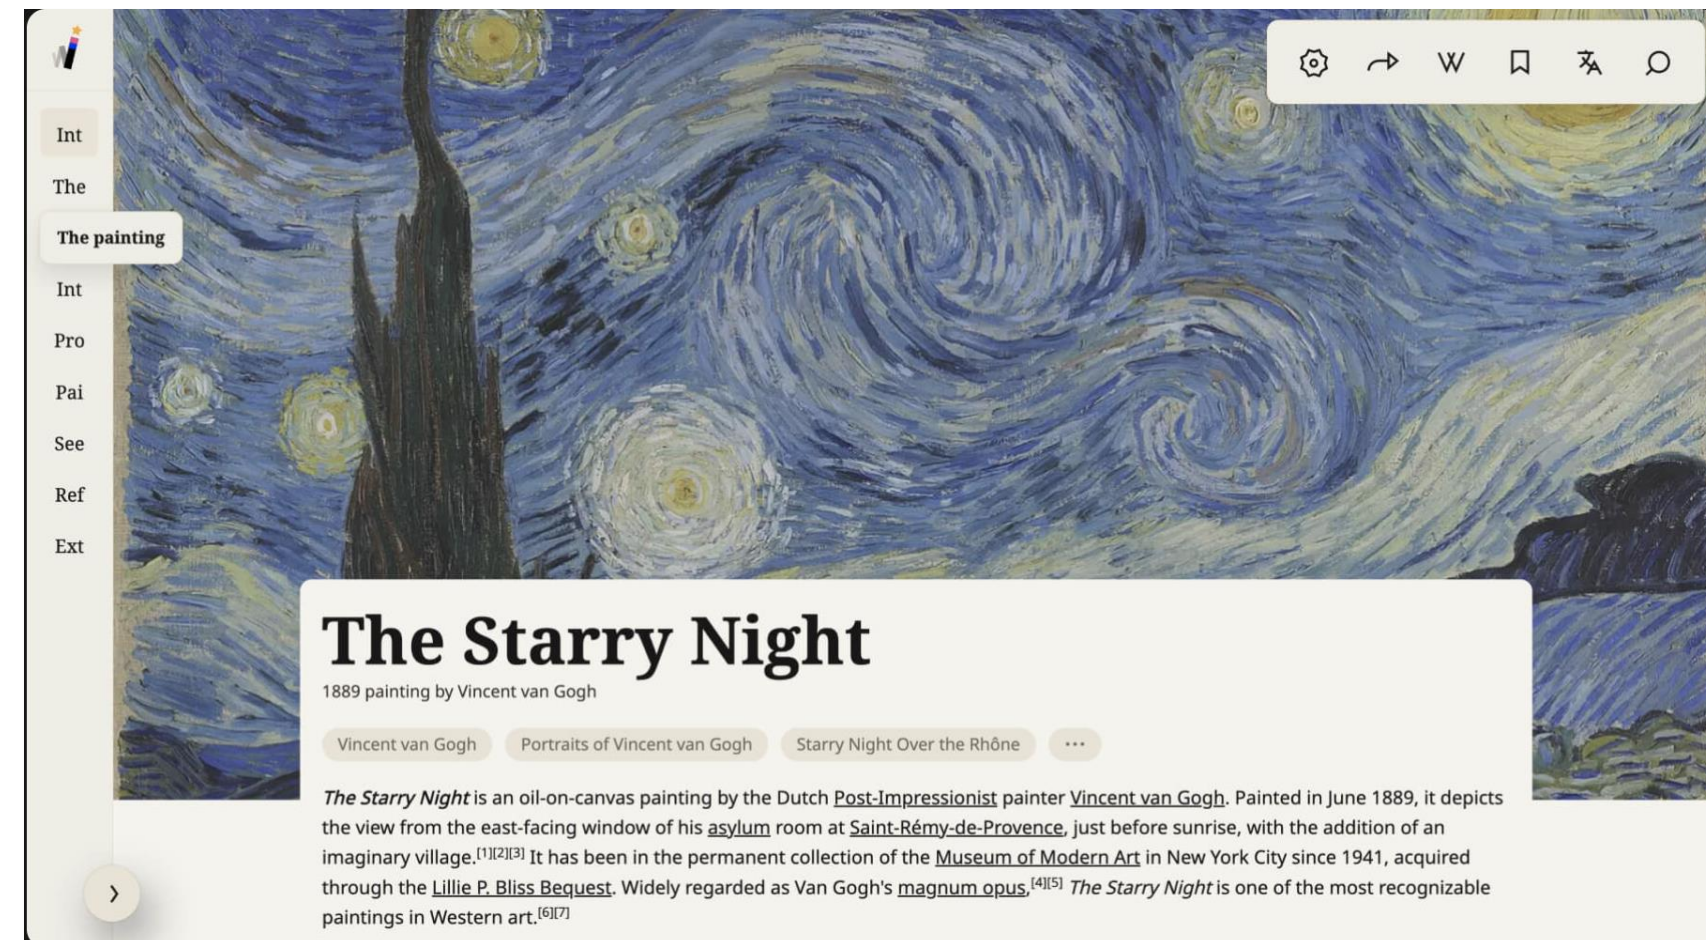 W
Int
The
The painting
Int
Pro
Pai
See
Ref
Ext
The Starry Night
1889 painting by Vincent van Gogh
Vincent van Gogh
Portraits of Vincent van Gogh
Starry Night Over the Rhône
...
The Starry Night is an oil-on-canvas painting by the Dutch Post-Impressionist painter Vincent van Gogh. Painted in June 1889, it depicts
the view from the east-facing window of his asylum room at Saint-Rémy-de-Provence, just before sunrise, with the addition of an
imaginary village.[1][2][3] It has been in the permanent collection of the Museum of Modern Art in New York City since 1941, acquired
through the Lillie P. Bliss Bequest. Widely regarded as Van Gogh's magnum opus,[4][5] The Starry Night is one of the most recognizable
paintings in Western art.[6][7]